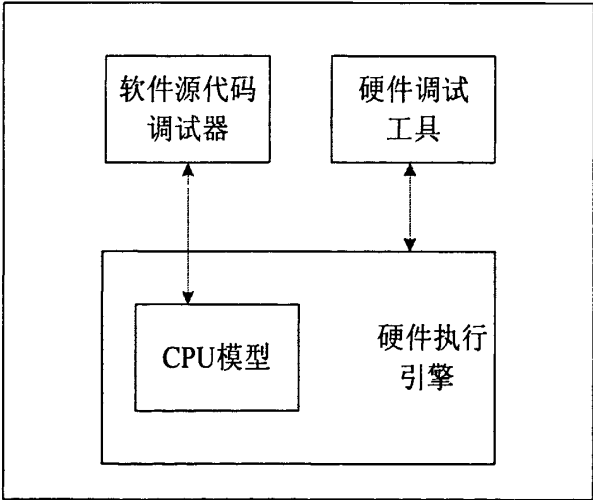 软件源代码
调试器
硬件调试
工具
CPU模型
硬件执行
引擎